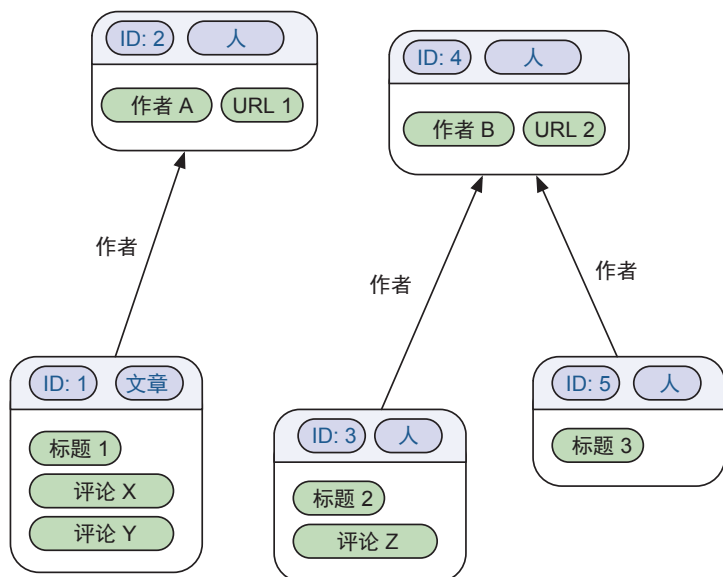 ID: 2 人
作者 A URL 1
ID: 4 人
作者 B URL 2
作者
作者
作者
ID: 1 文章
标题 1
评论 X
评论 Y
ID: 3 人
标题 2
评论 Z
ID: 5 人
标题 3